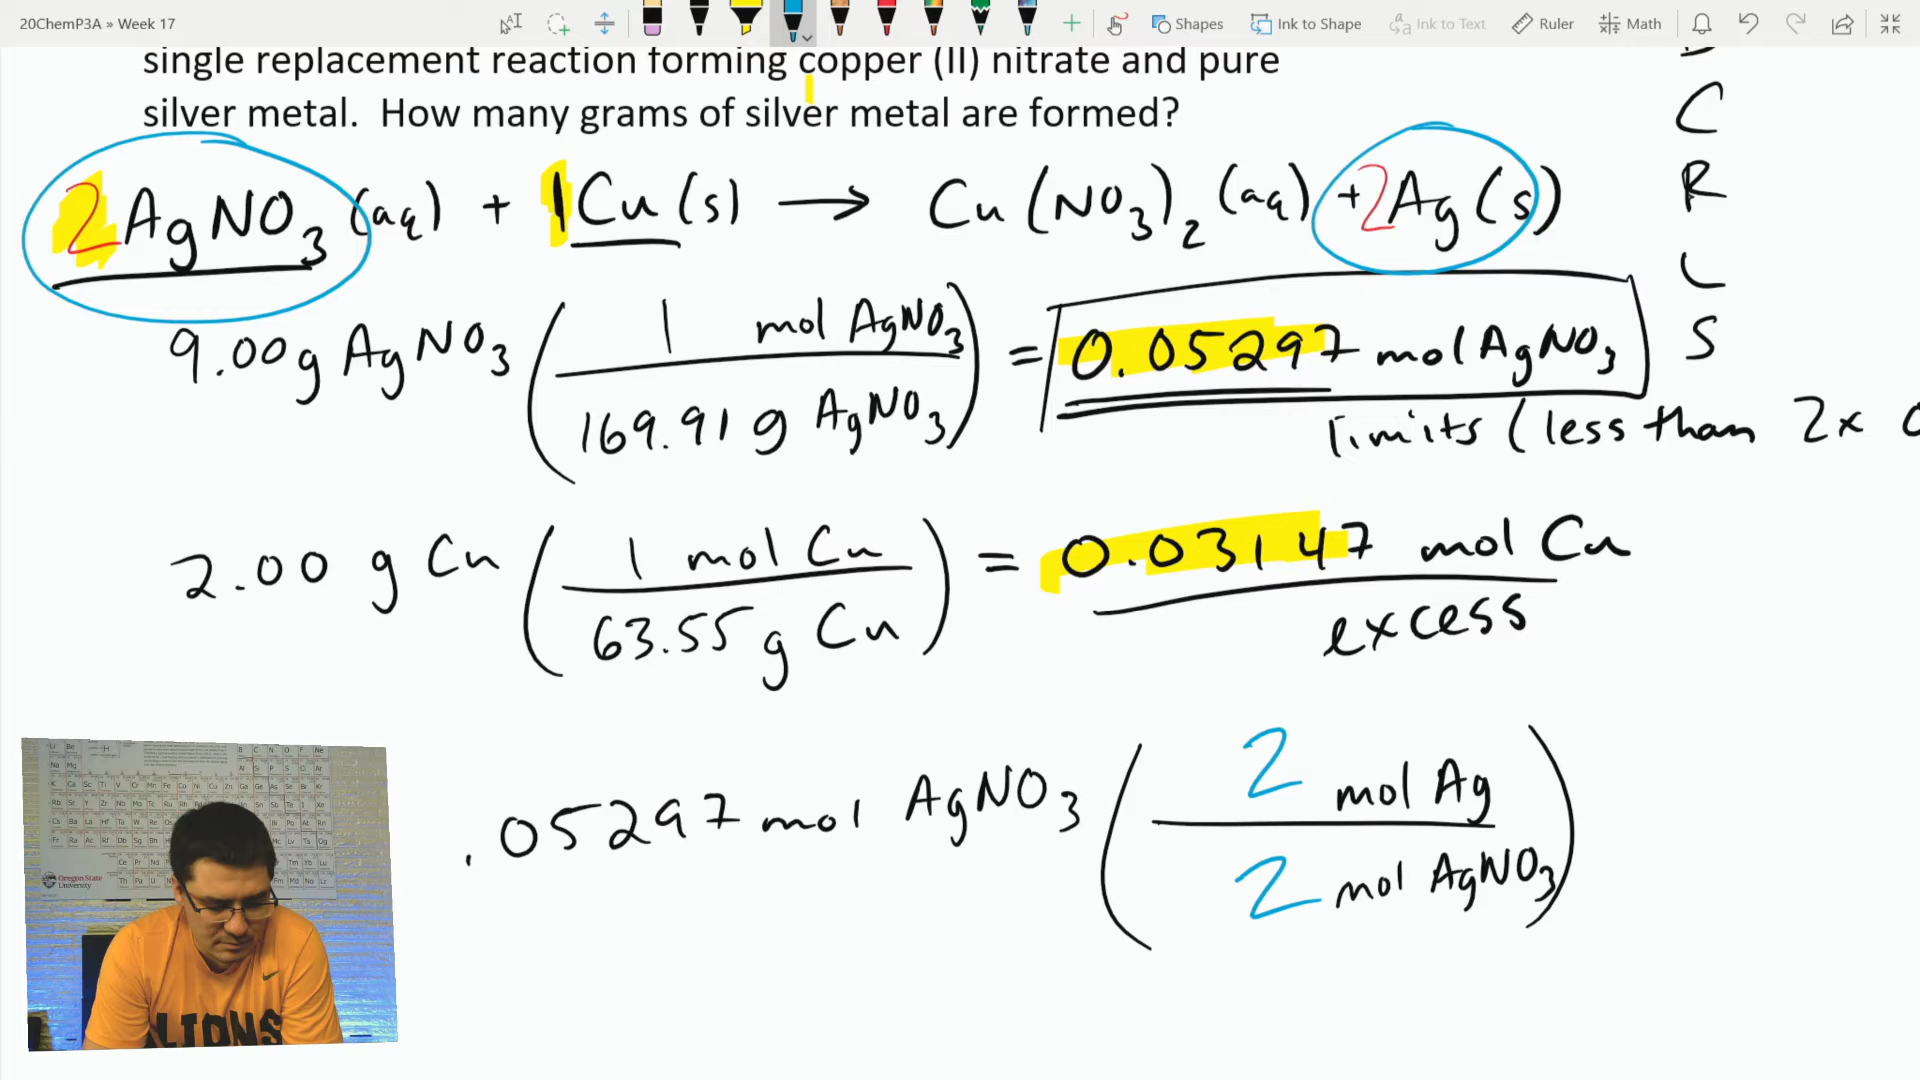 20ChemP3A » Week 17
Shapes
Ink to Shape
Ink to Text
Ruler
Math
single replacement reaction forming copper (II) nitrate and pure
silver metal. How many grams of silver metal are formed?
C
R
L
S
2AgNO₃ (aq) + 1Cu (s) → Cu(NO₃)₂ (aq) + 2Ag (s)
9.00g AgNO₃ (1 mol AgNO₃ / 169.91 g AgNO₃) = 0.05297 mol AgNO₃
limits (less than 2x
2.00 g Cu (1 mol Cu / 63.55 g Cu) = 0.03147 mol Cu
excess
.05297 mol AgNO₃ (2 mol Ag / 2 mol AgNO₃)
Oregon State
University
LIONS